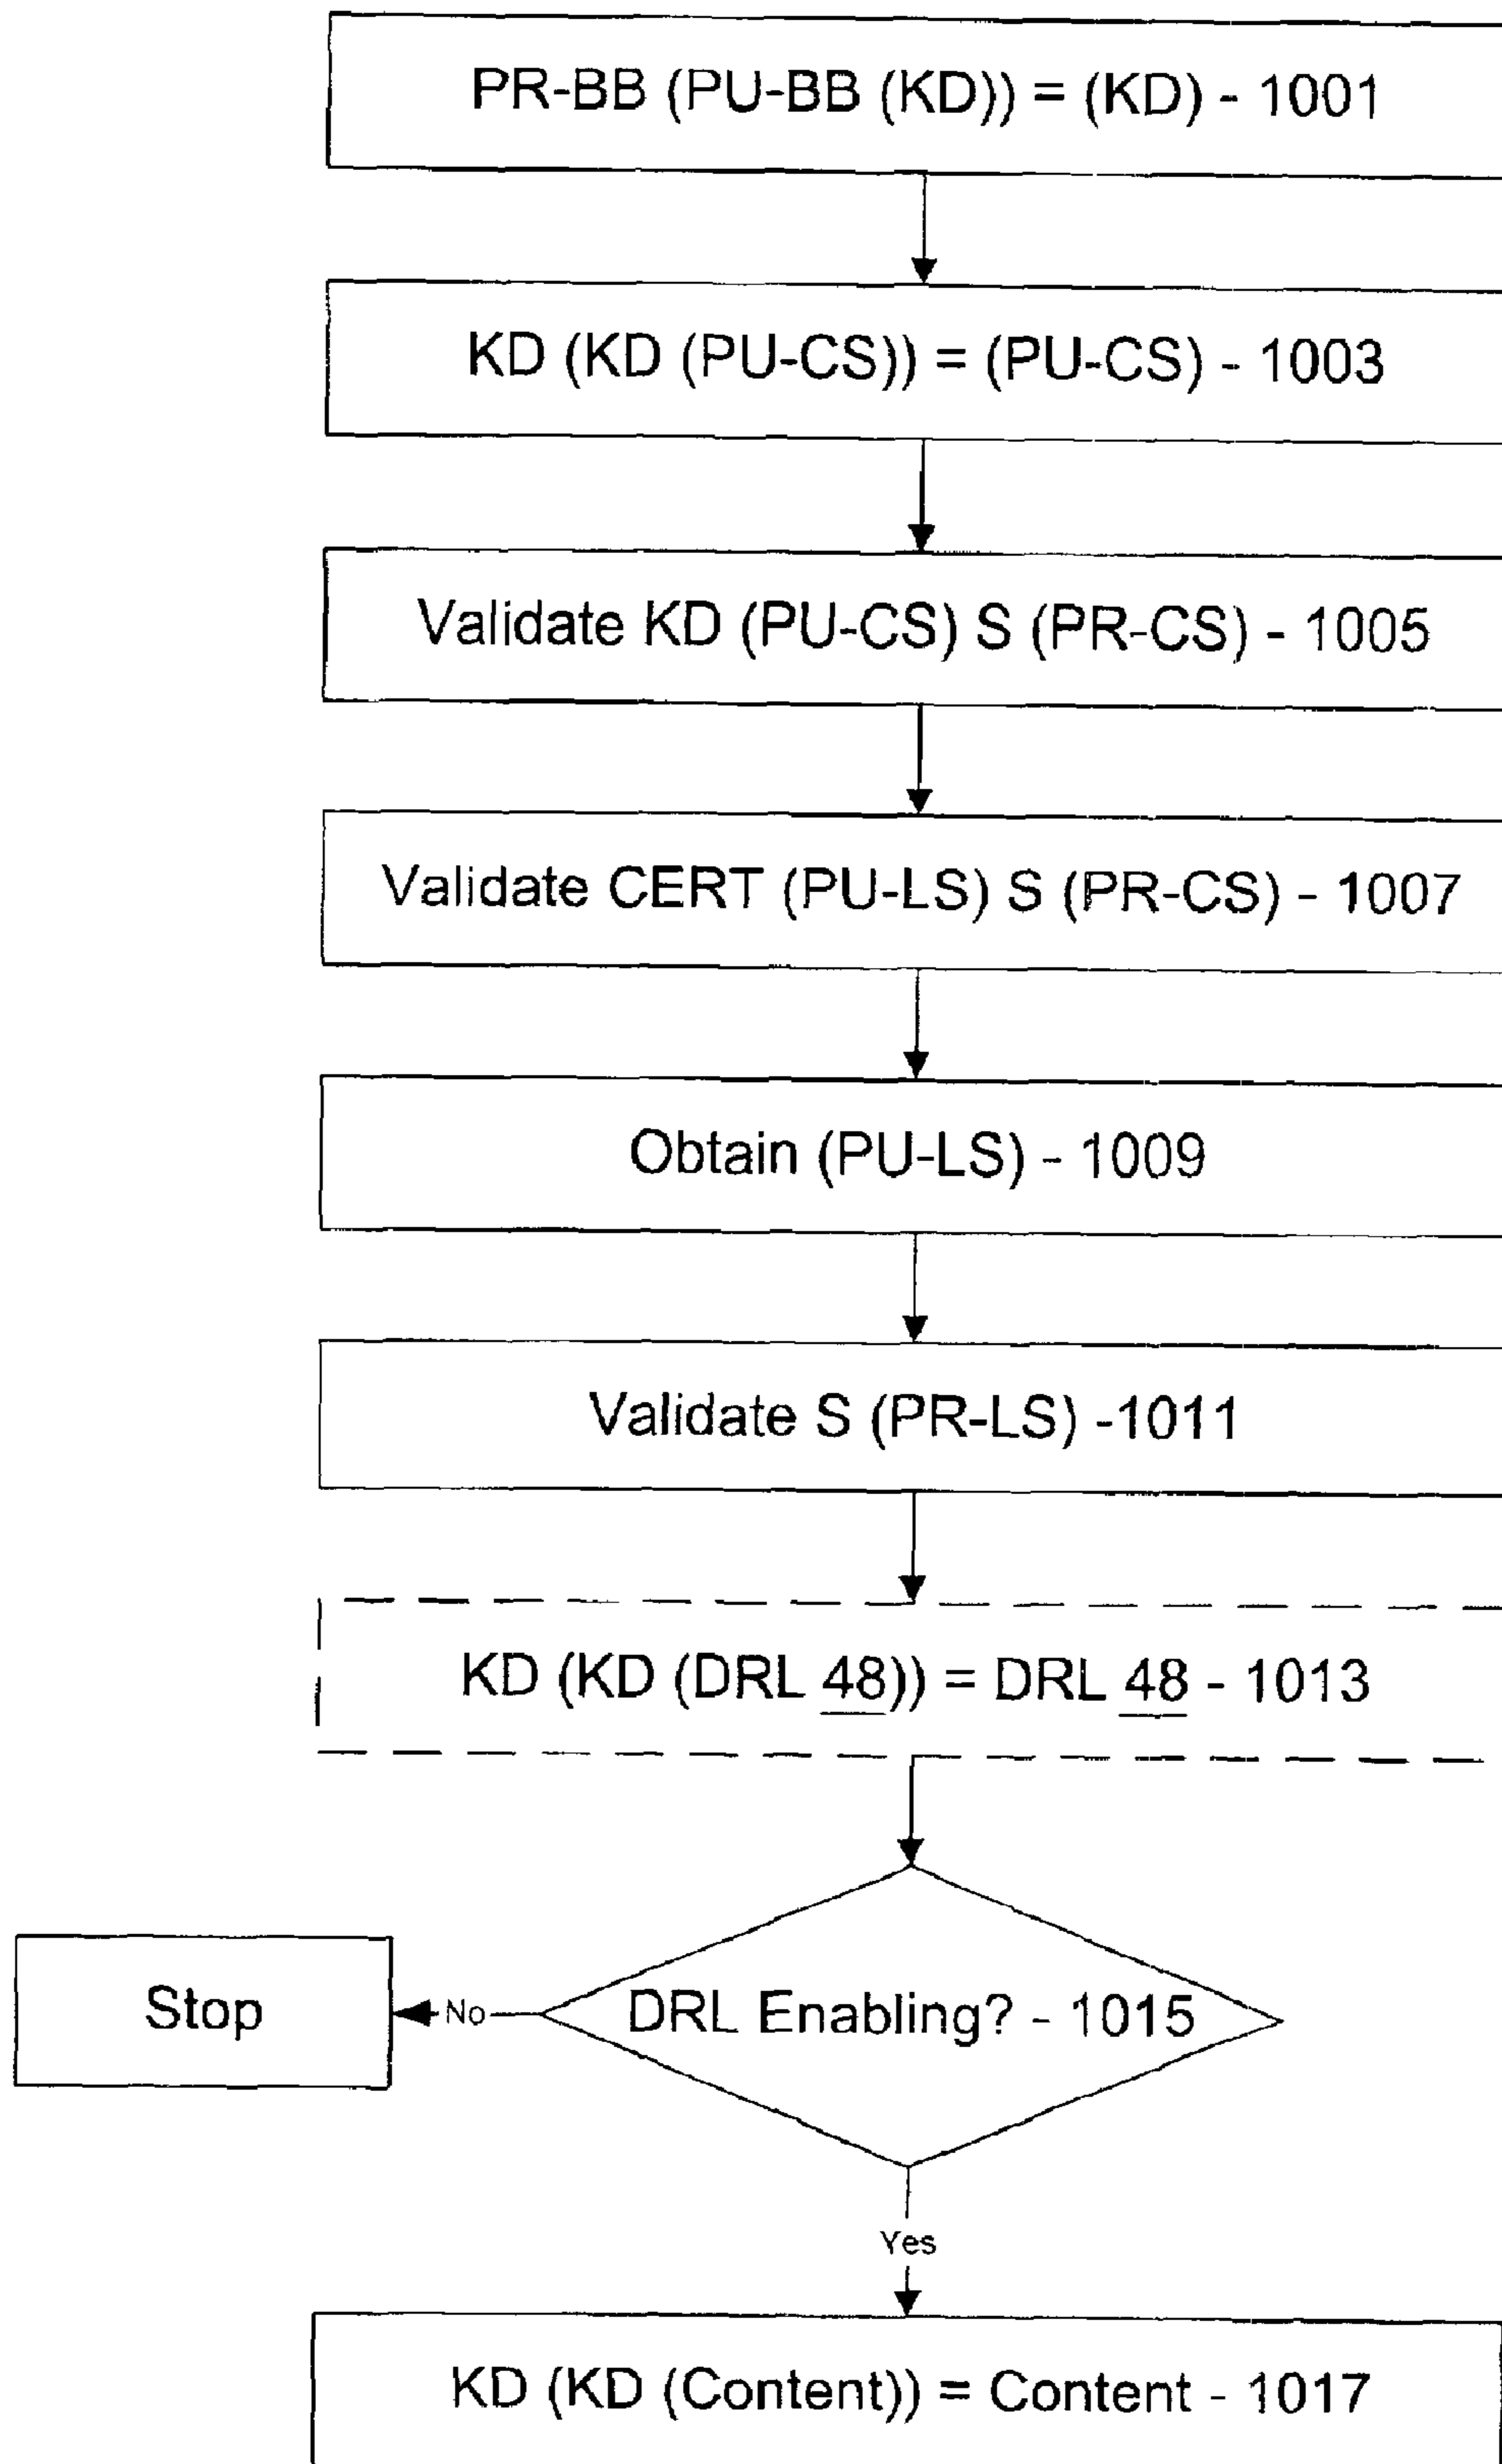 PR-BB (PU-BB (KD)) = (KD) - 1001
KD (KD (PU-CS)) = (PU-CS) - 1003
Validate KD (PU-CS) S (PR-CS) - 1005
Validate CERT (PU-LS) S (PR-CS) - 1007
Obtain (PU-LS) - 1009
Validate S (PR-LS) -1011
KD (KD (DRL 48)) = DRL 48 - 1013
DRL Enabling? - 1015
No
Stop
Yes
KD (KD (Content)) = Content - 1017